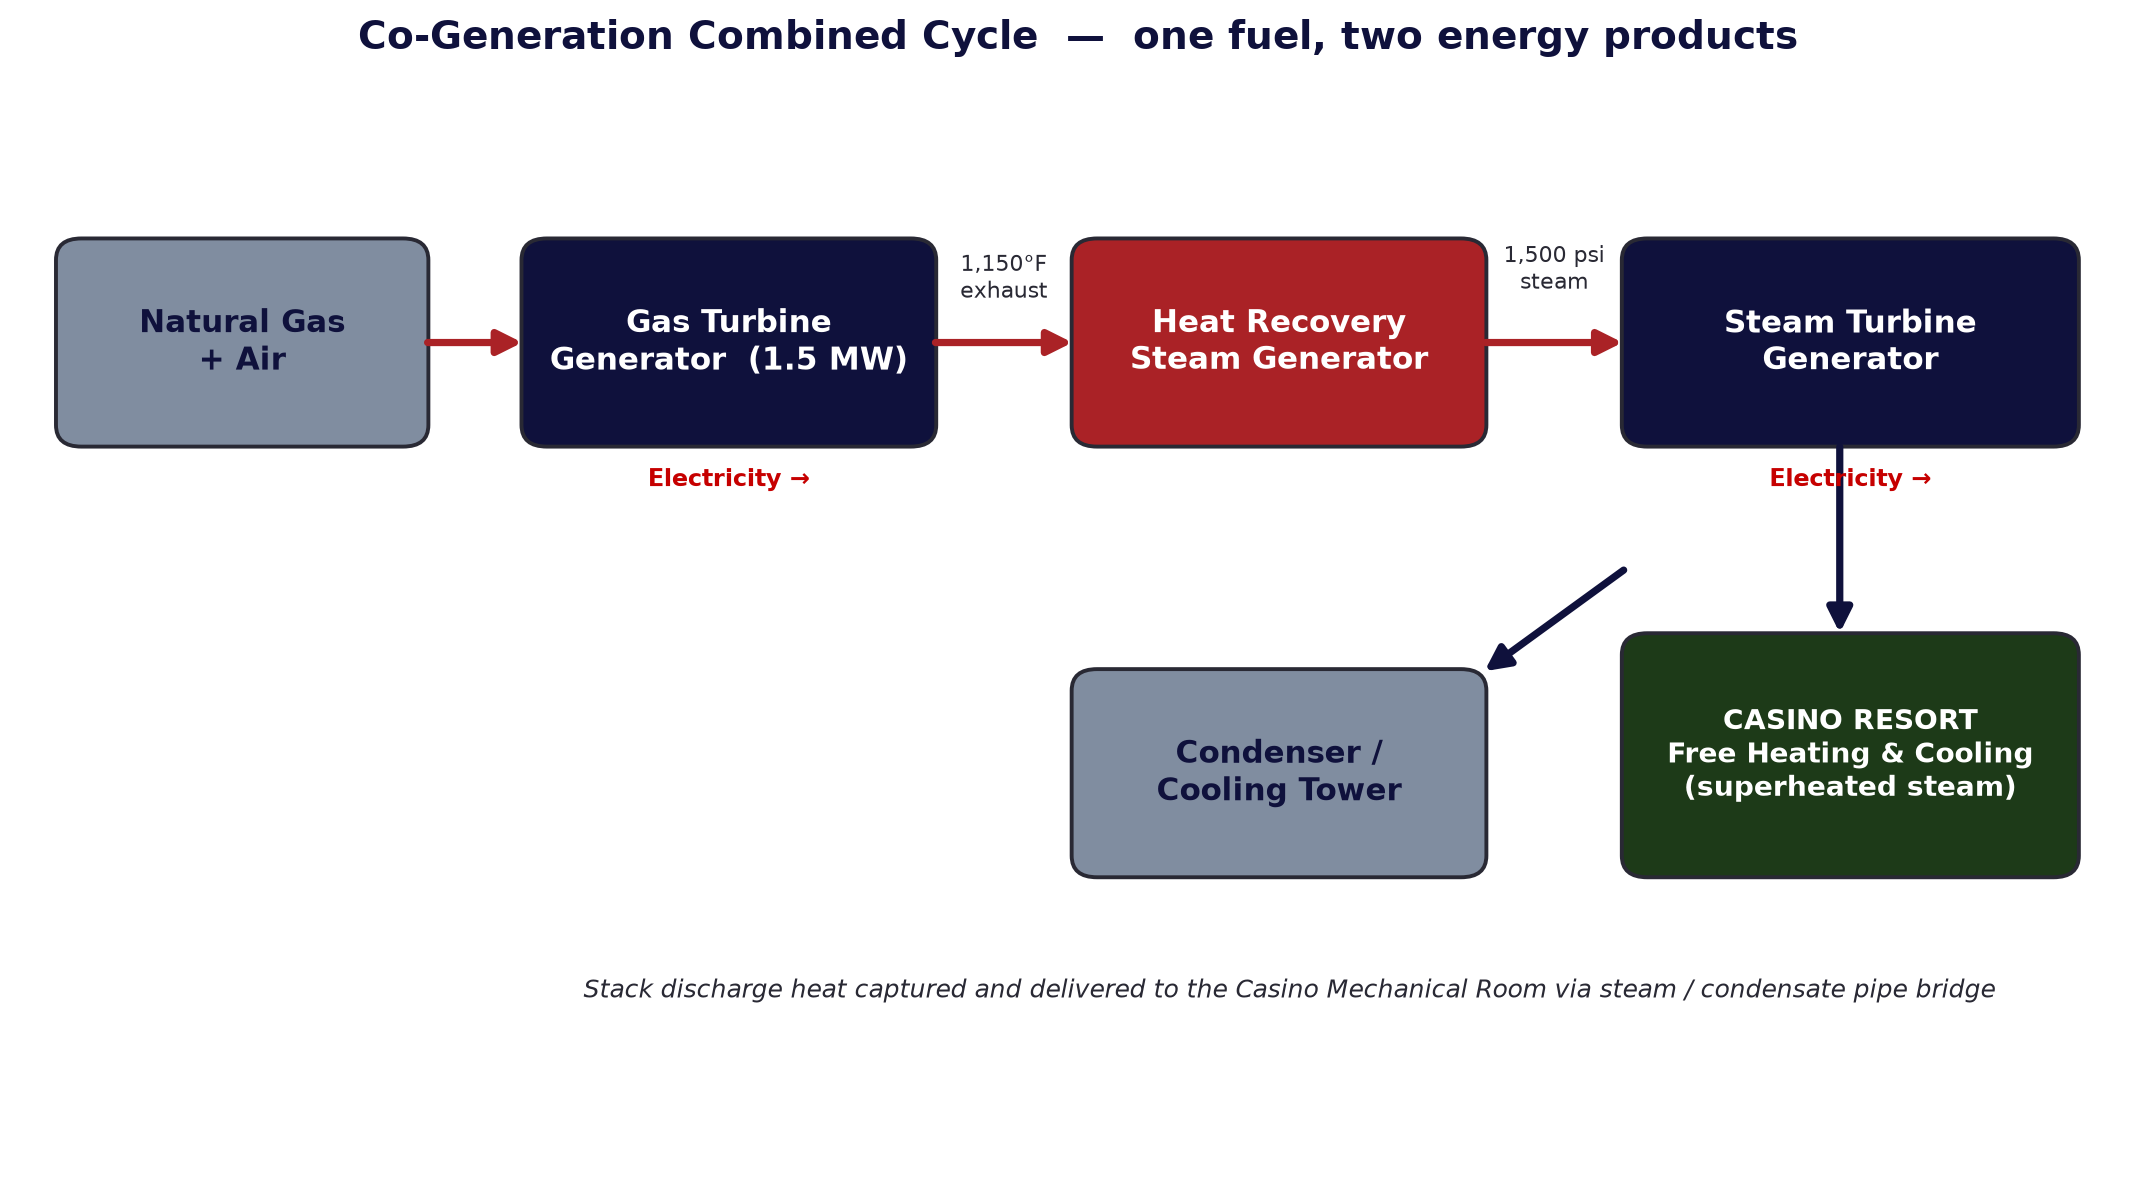 Co-Generation Combined Cycle — one fuel, two energy products
Natural Gas
+ Air
Gas Turbine
Generator (1.5 MW)
1,150°F
exhaust
Heat Recovery
Steam Generator
1,500 psi
steam
Steam Turbine
Generator
Electricity →
Electricity →
Condenser /
Cooling Tower
CASINO RESORT
Free Heating & Cooling
(superheated steam)
Stack discharge heat captured and delivered to the Casino Mechanical Room via steam / condensate pipe bridge